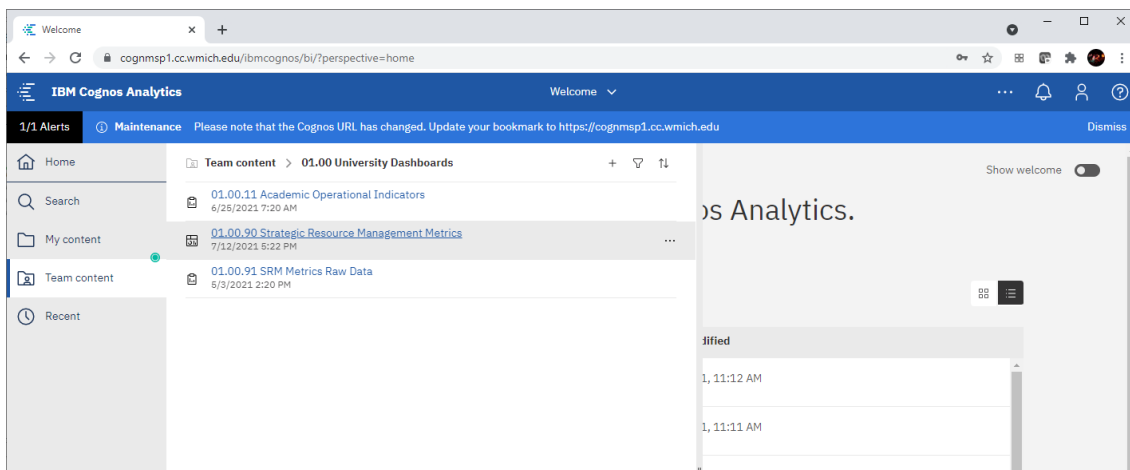 Welcome
cognmsp1.cc.wmich.edu/ibmcognos/bi/?perspective=home
IBM Cognos Analytics
Welcome
1/1 Alerts
Maintenance Please note that the Cognos URL has changed. Update your bookmark to https://cognmsp1.cc.wmich.edu
Dismiss
Home
Search
My content
Team content
Recent
Team content > 01.00 University Dashboards
01.00.11 Academic Operational Indicators
6/25/2021 7:20 AM
01.00.90 Strategic Resource Management Metrics
7/12/2021 5:22 PM
01.00.91 SRM Metrics Raw Data
5/3/2021 2:20 PM
Show welcome
os Analytics.
dified
1, 11:12 AM
1, 11:11 AM